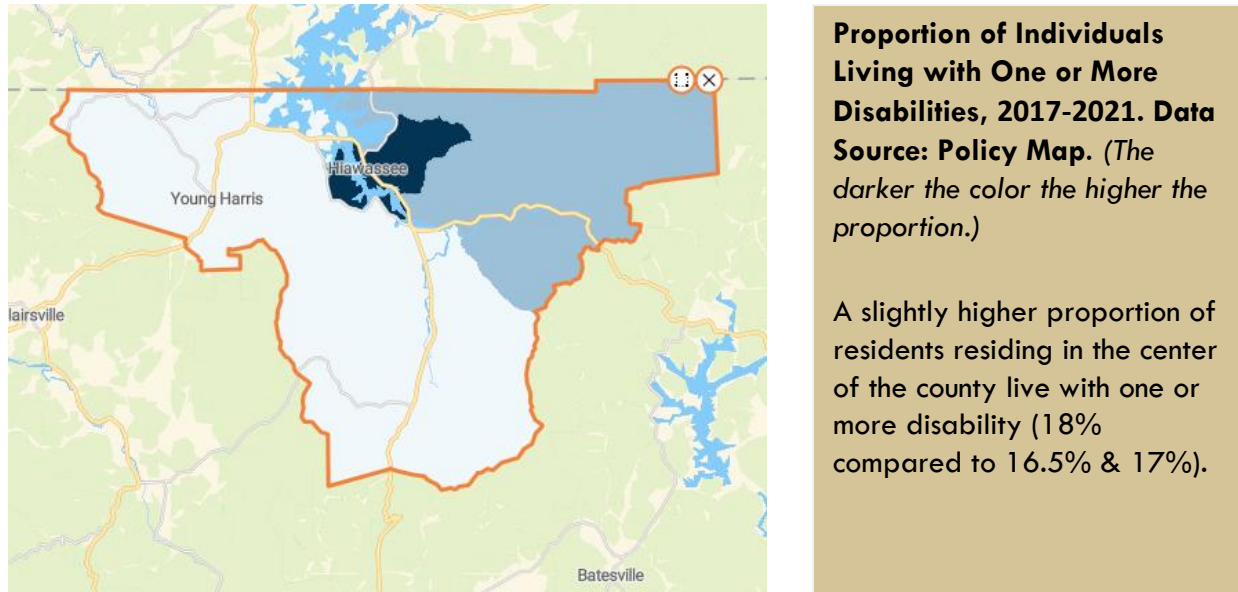 Hiawassee
Young Harris
lairsville
Batesville
Proportion of Individuals
Living with One or More
Disabilities, 2017-2021. Data
Source: Policy Map. (The
darker the color the higher the
proportion.)
A slightly higher proportion of
residents residing in the center
of the county live with one or
more disability (18%
compared to 16.5% & 17%).